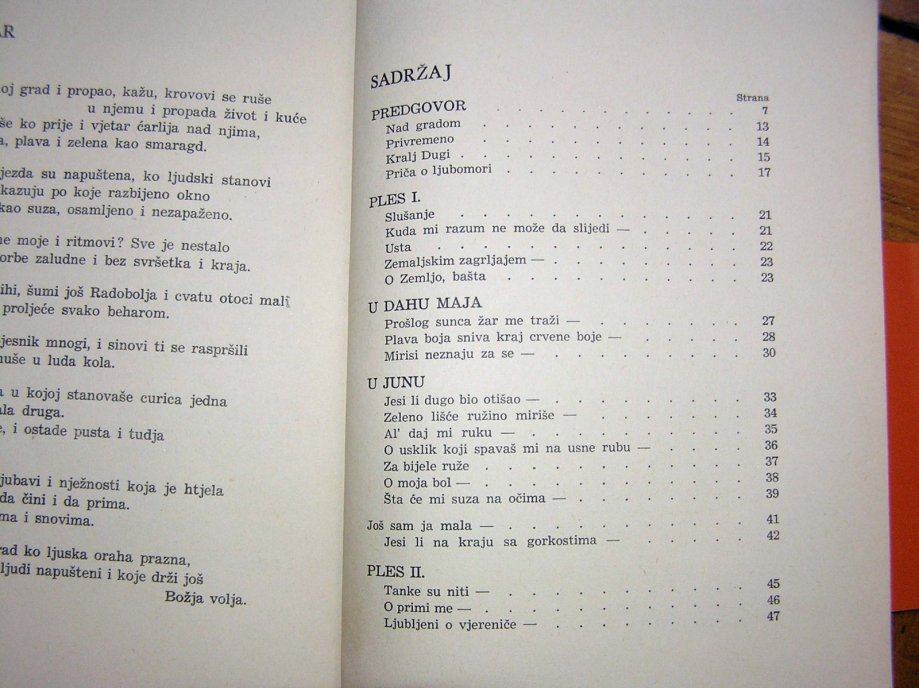 oj grad i propao, kažu, krovovi se ruše
u njemu i propada život i kuće
še ko prije i vjetar ćarlija nad njima,
plava i zelena kao smaragd.
jezda su napuštena, ko ljudski stanovi
kazuju po koje razbijeno okno
kao suza, osamljeno i nezapaženo.
ne moje i ritmovi? Sve je nestalo
orbe zaludne i bez svršetka i kraja.
ihi, šumi još Radobolja i cvatu otoci mali
proljeće svako beharom.
jesnik mnogi, i sinovi ti se raspršili
nuše u luda kola.
a u kojoj stanovaše curica jedna
ala druga.
e, i ostade pusta i tudja
jubavi i nježnosti koja je htjela
da čini i da prima.
ma i snovima.
rad ko ljuska oraha prazna,
ljudi napušteni i koje drži još
Božja volja.
SADRŽAJ
Strana
PREDGOVOR . . . . . . . 7
Nad gradom . . . . . . . 13
Privremeno . . . . . . . 14
Kralj Dugi . . . . . . . 15
Priča o ljubomori . . . . . . . 17
PLES I.
Slušanje . . . . . . . 21
Kuda mi razum ne može da slijedi — . . . . 21
Usta . . . . . . . 22
Zemaljskim zagrljajem — . . . . . . 23
O Zemljo, bašta . . . . . . . 23
U DAHU MAJA
Prošlog sunca žar me traži — . . . . . 27
Plava boja sniva kraj crvene boje — . . . . 28
Mirisi neznaju za se — . . . . . . 30
U JUNU
Jesi li dugo bio otišao — . . . . . . 33
Zeleno lišće ružino miriše — . . . . . 34
Al' daj mi ruku — . . . . . . 35
O usklik koji spavaš mi na usne rubu — . . . 36
Za bijele ruže . . . . . . . 37
O moja bol — . . . . . . . 38
Šta će mi suza na očima — . . . . . 39
Još sam ja mala — . . . . . . . 41
Jesi li na kraju sa gorkostima — . . . . 42
PLES II.
Tanke su niti — . . . . . . . 45
O primi me — . . . . . . . 46
Ljubljeni o vjereniče — . . . . . . 47